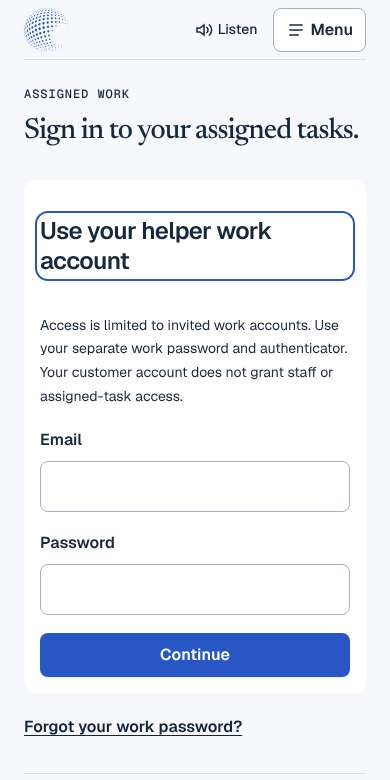 Listen
Menu
ASSIGNED WORK
Sign in to your assigned tasks.
Use your helper work
account
Access is limited to invited work accounts. Use
your separate work password and authenticator.
Your customer account does not grant staff or
assigned-task access.
Email
Password
Continue
Forgot your work password?